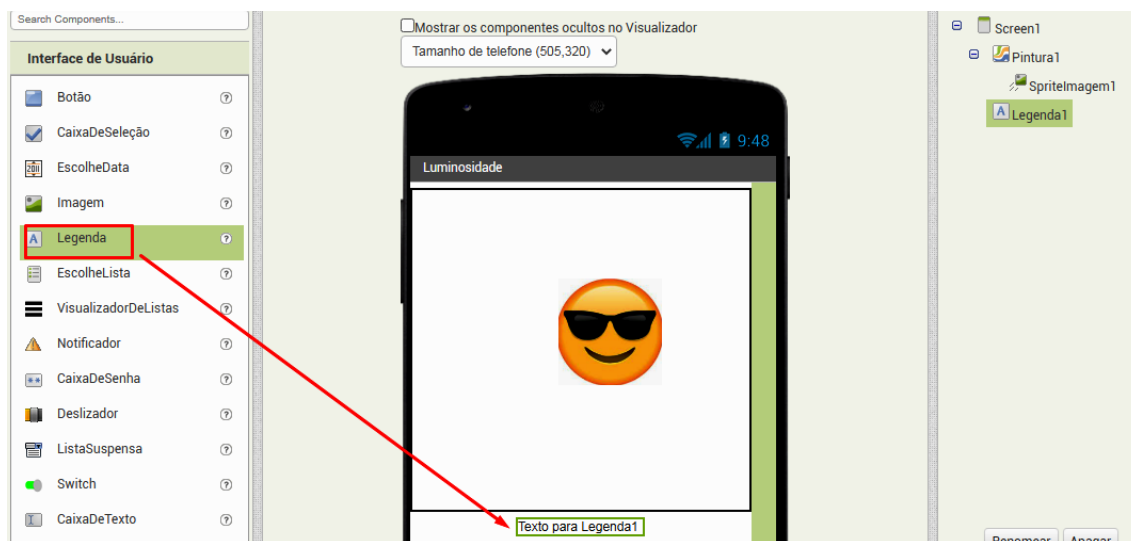 Search Components...
Interface de Usuário
Botão
CaixaDeSeleção
EscolheData
Imagem
A Legenda
EscolheLista
VisualizadorDeListas
Notificador
CaixaDeSenha
Deslizador
ListaSuspensa
Switch
CaixaDeTexto
Mostrar os componentes ocultos no Visualizador
Tamanho de telefone (505,320)
9:48
Luminosidade
Texto para Legenda1
Screen1
Pintura1
SpriteImagem1
A Legenda1
Renomear Apagar